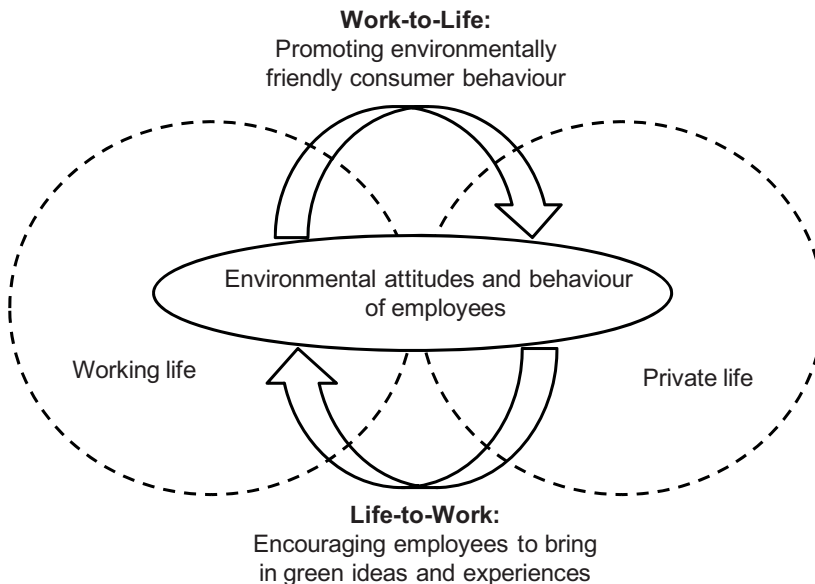 Work-to-Life:
Promoting environmentally
friendly consumer behaviour
Environmental attitudes and behaviour
of employees
Working life
Private life
Life-to-Work:
Encouraging employees to bring
in green ideas and experiences